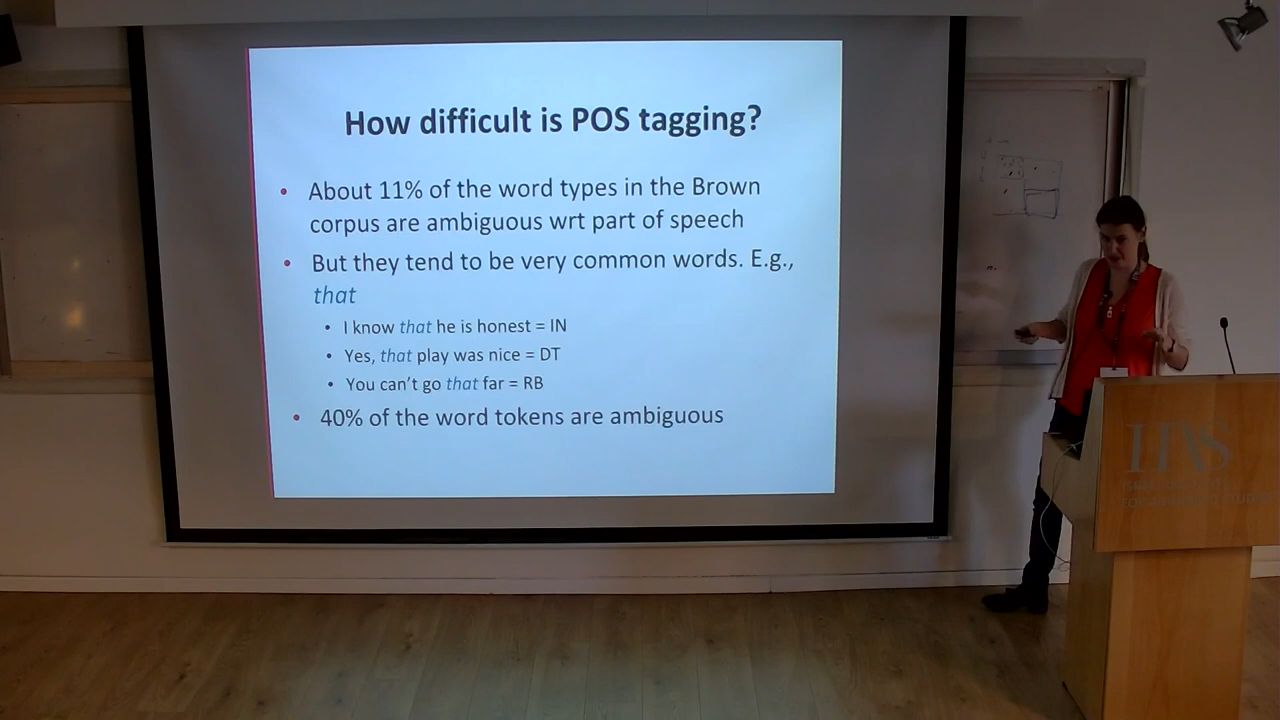 How difficult is POS tagging?
• About 11% of the word types in the Brown
corpus are ambiguous wrt part of speech
• But they tend to be very common words. E.g.,
that
• I know that he is honest = IN
• Yes, that play was nice = DT
• You can't go that far = RB
• 40% of the word tokens are ambiguous
IIAS